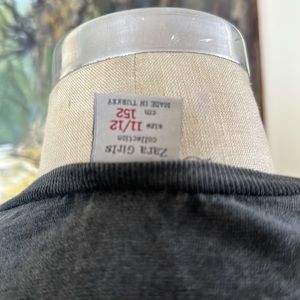 Zara Girls
collection
size 11/12
cm 152
MADE IN TURKEY